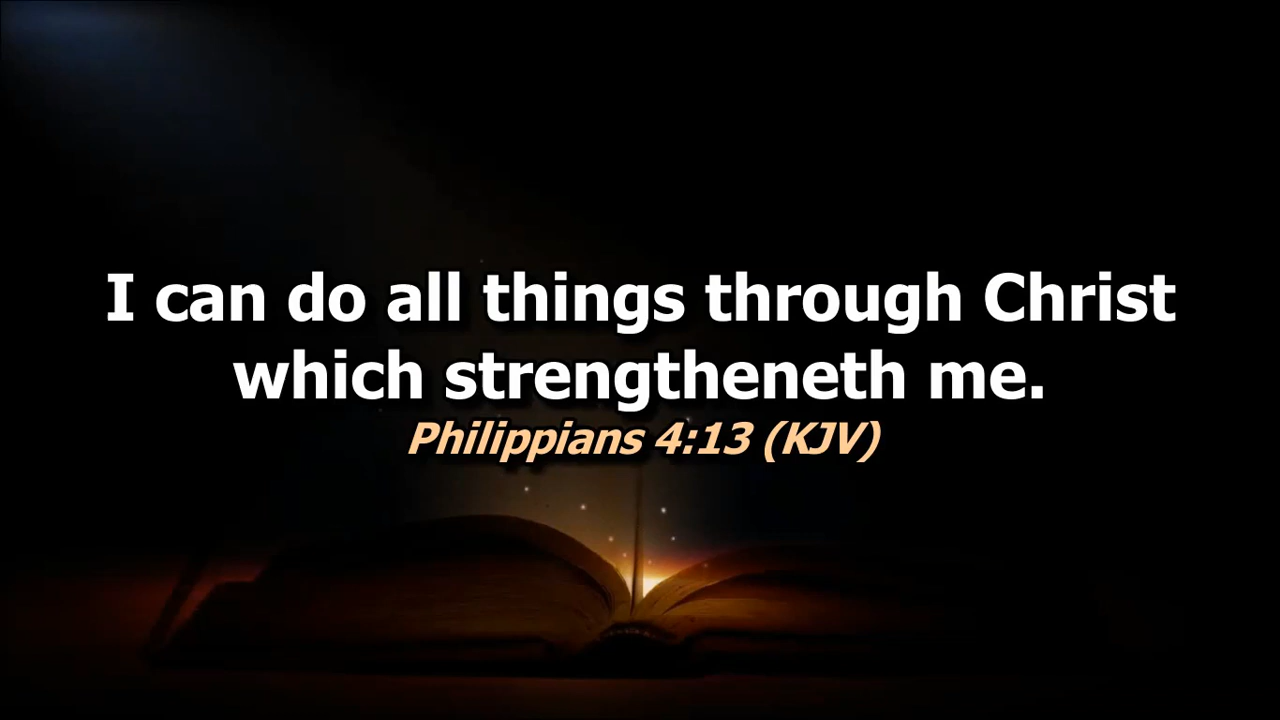 I can do all things through Christ
which strengtheneth me.
Philippians 4:13 (KJV)